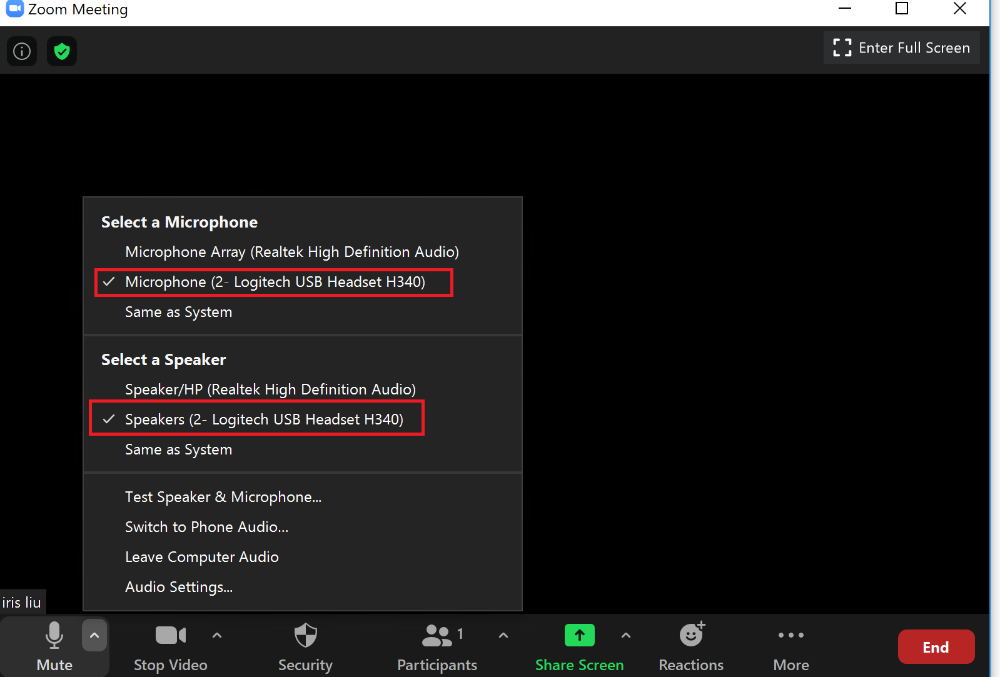 Zoom Meeting
Enter Full Screen
Select a Microphone
Microphone Array (Realtek High Definition Audio)
Microphone (2- Logitech USB Headset H340)
Same as System
Select a Speaker
Speaker/HP (Realtek High Definition Audio)
Speakers (2- Logitech USB Headset H340)
Same as System
Test Speaker & Microphone...
Switch to Phone Audio...
Leave Computer Audio
Audio Settings...
iris liu
1
Mute
Stop Video
Security
Participants
Share Screen
Reactions
More
End